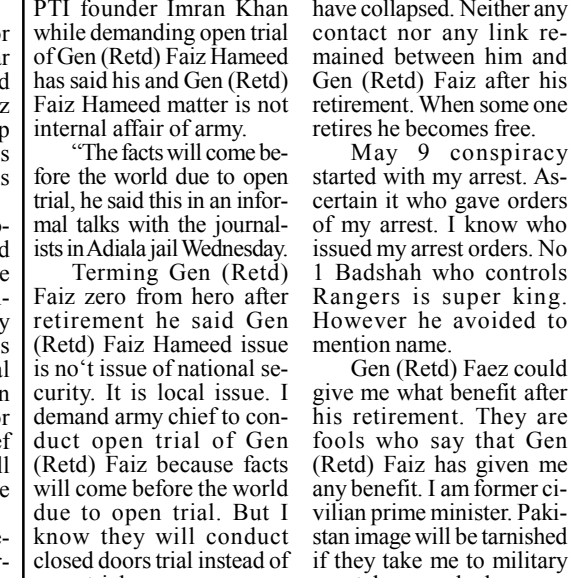 PTI founder Imran Khan
while demanding open trial
of Gen (Retd) Faiz Hameed
has said his and Gen (Retd)
Faiz Hameed matter is not
internal affair of army.
“The facts will come be-
fore the world due to open
trial, he said this in an infor-
mal talks with the journal-
ists in Adiala jail Wednesday.
Terming Gen (Retd)
Faiz zero from hero after
retirement he said Gen
(Retd) Faiz Hameed issue
is no‘t issue of national se-
curity. It is local issue. I
demand army chief to con-
duct open trial of Gen
(Retd) Faiz because facts
will come before the world
due to open trial. But I
know they will conduct
closed doors trial instead of
have collapsed. Neither any
contact nor any link re-
mained between him and
Gen (Retd) Faiz after his
retirement. When some one
retires he becomes free.
May 9 conspiracy
started with my arrest. As-
certain it who gave orders
of my arrest. I know who
issued my arrest orders. No
1 Badshah who controls
Rangers is super king.
However he avoided to
mention name.
Gen (Retd) Faez could
give me what benefit after
his retirement. They are
fools who say that Gen
(Retd) Faiz has given me
any benefit. I am former ci-
vilian prime minister. Paki-
stan image will be tarnished
if they take me to military